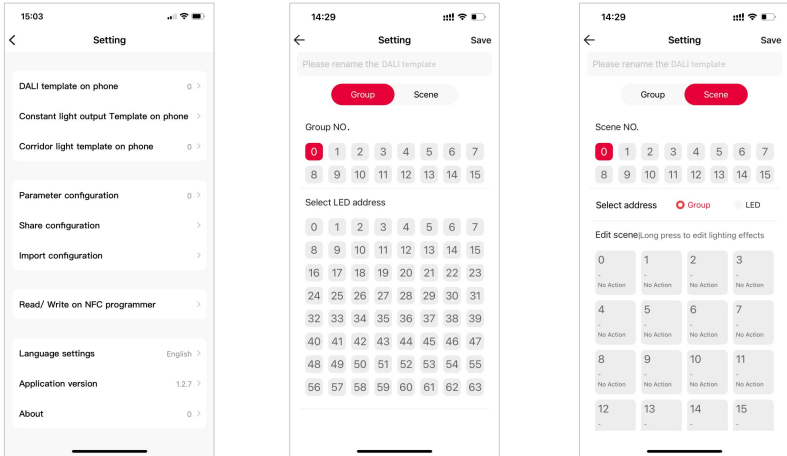 15:03
Setting
DALI template on phone 0 >
Constant light output Template on phone >
Corridor light template on phone 0 >
Parameter configuration 0 >
Share configuration >
Import configuration >
Read/ Write on NFC programmer >
Language settings English >
Application version 1.2.7 >
About 0 >
14:29
Setting Save
Please rename the DALI template
Group Scene
Group NO.
0 1 2 3 4 5 6 7
8 9 10 11 12 13 14 15
Select LED address
0 1 2 3 4 5 6 7
8 9 10 11 12 13 14 15
16 17 18 19 20 21 22 23
24 25 26 27 28 29 30 31
32 33 34 35 36 37 38 39
40 41 42 43 44 45 46 47
48 49 50 51 52 53 54 55
56 57 58 59 60 61 62 63
14:29
Setting Save
Please rename the DALI template
Group Scene
Scene NO.
0 1 2 3 4 5 6 7
8 9 10 11 12 13 14 15
Select address Group LED
Edit scene|Long press to edit lighting effects
0 1 2 3
- - - -
No Action No Action No Action No Action
4 5 6 7
- - - -
No Action No Action No Action No Action
8 9 10 11
- - - -
No Action No Action No Action No Action
12 13 14 15
- - - -